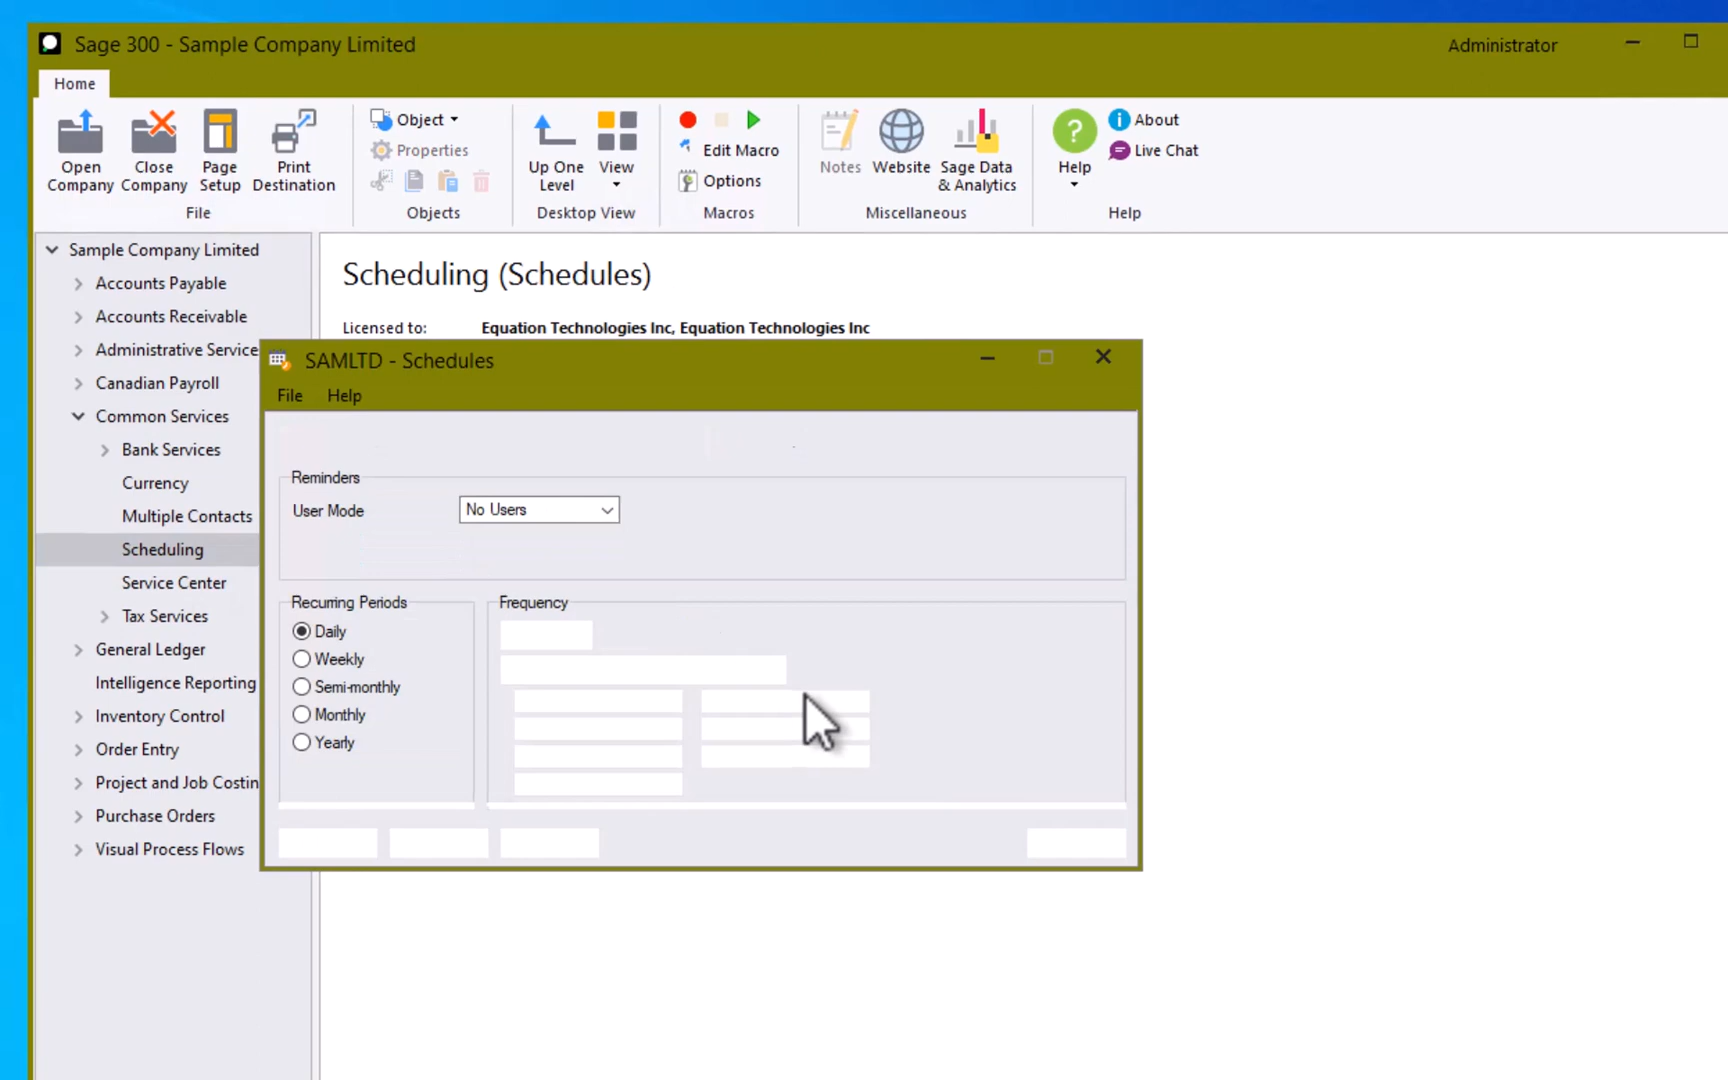 Sage 300 - Sample Company Limited
Administrator
Home
Open Company
Close Company
Page Setup
Print Destination
File
Object
Properties
Objects
Up One Level
View
Desktop View
Edit Macro
Options
Macros
Notes
Website
Sage Data & Analytics
Miscellaneous
Help
About
Live Chat
Help
Sample Company Limited
Accounts Payable
Accounts Receivable
Administrative Service
Canadian Payroll
Common Services
Bank Services
Currency
Multiple Contacts
Scheduling
Service Center
Tax Services
General Ledger
Intelligence Reporting
Inventory Control
Order Entry
Project and Job Costin
Purchase Orders
Visual Process Flows
Scheduling (Schedules)
Licensed to: Equation Technologies Inc, Equation Technologies Inc
SAMLTD - Schedules
File Help
Reminders
User Mode No Users
Recurring Periods
Daily
Weekly
Semi-monthly
Monthly
Yearly
Frequency